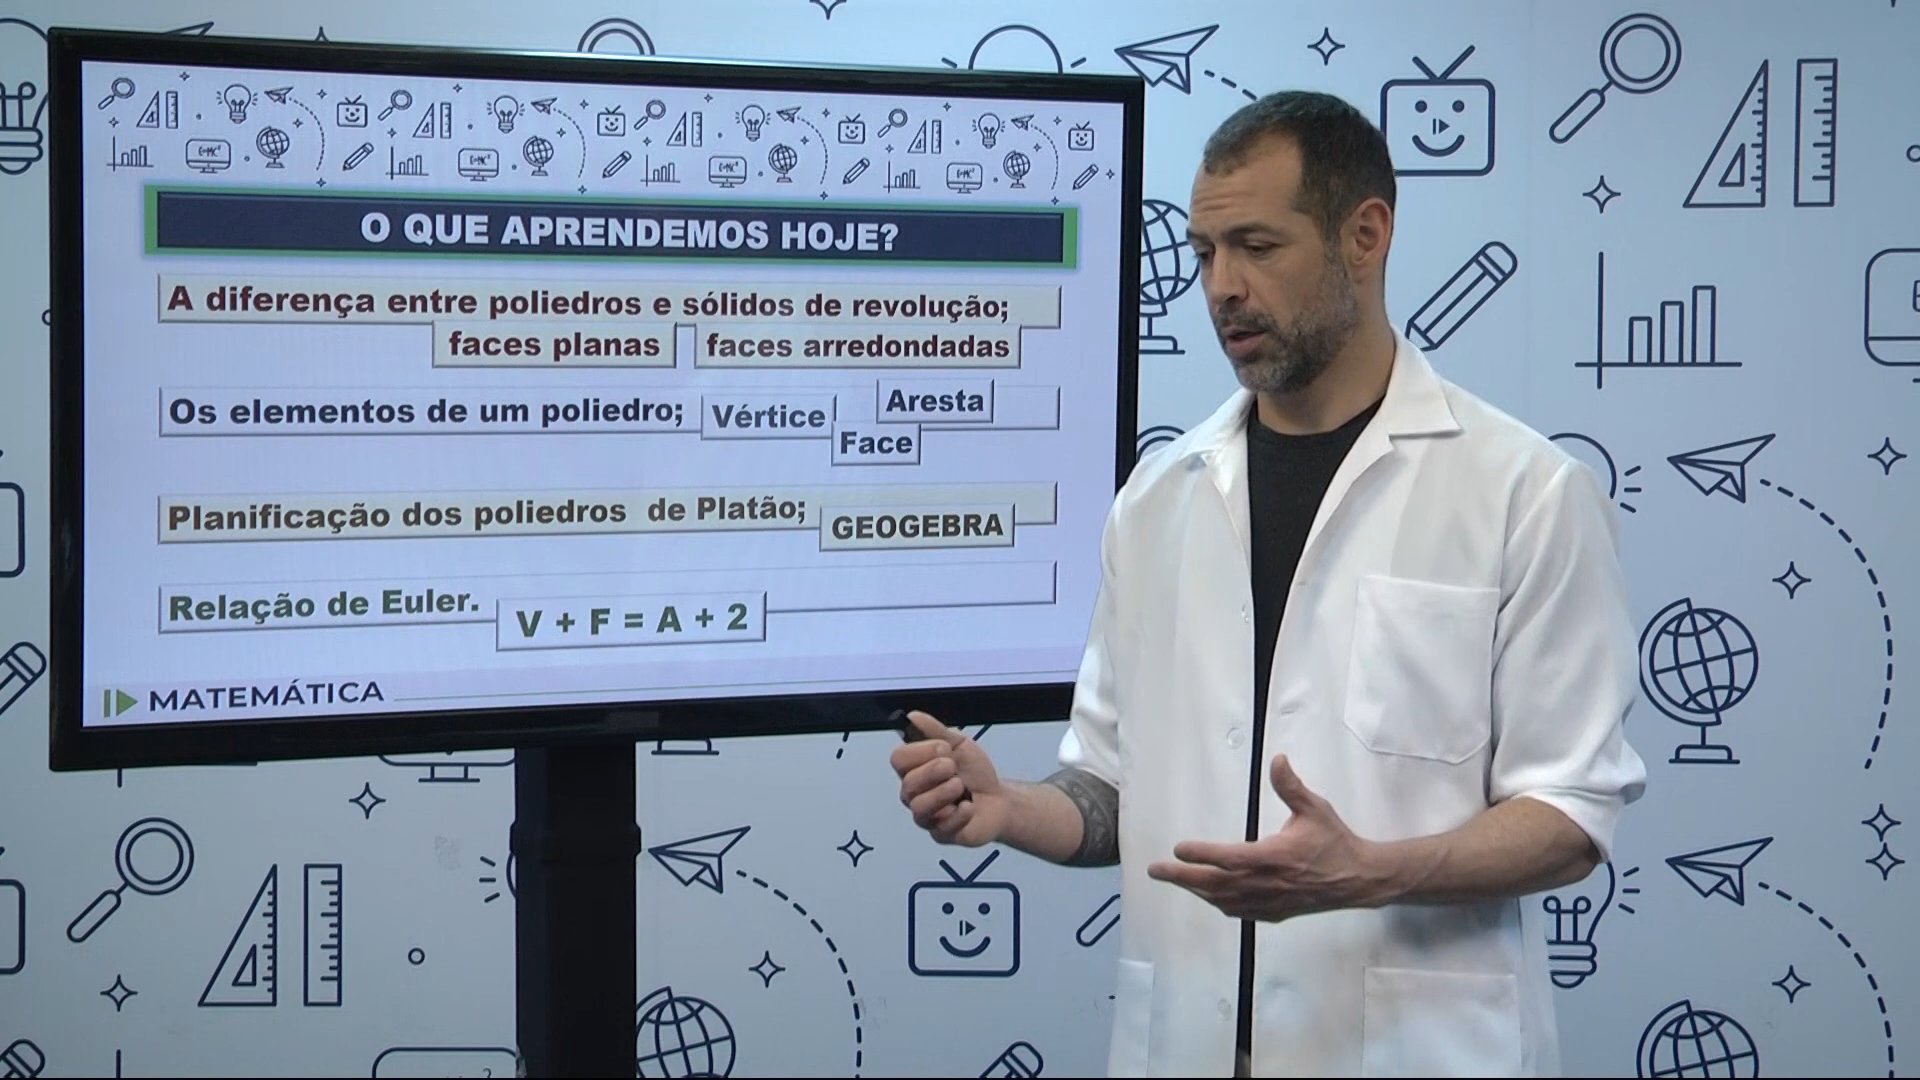 O QUE APRENDEMOS HOJE?
A diferença entre poliedros e sólidos de revolução;
faces planas
faces arredondadas
Os elementos de um poliedro;
Vértice
Aresta
Face
Planificação dos poliedros de Platão;
GEOGEBRA
Relação de Euler.
V + F = A + 2
MATEMÁTICA